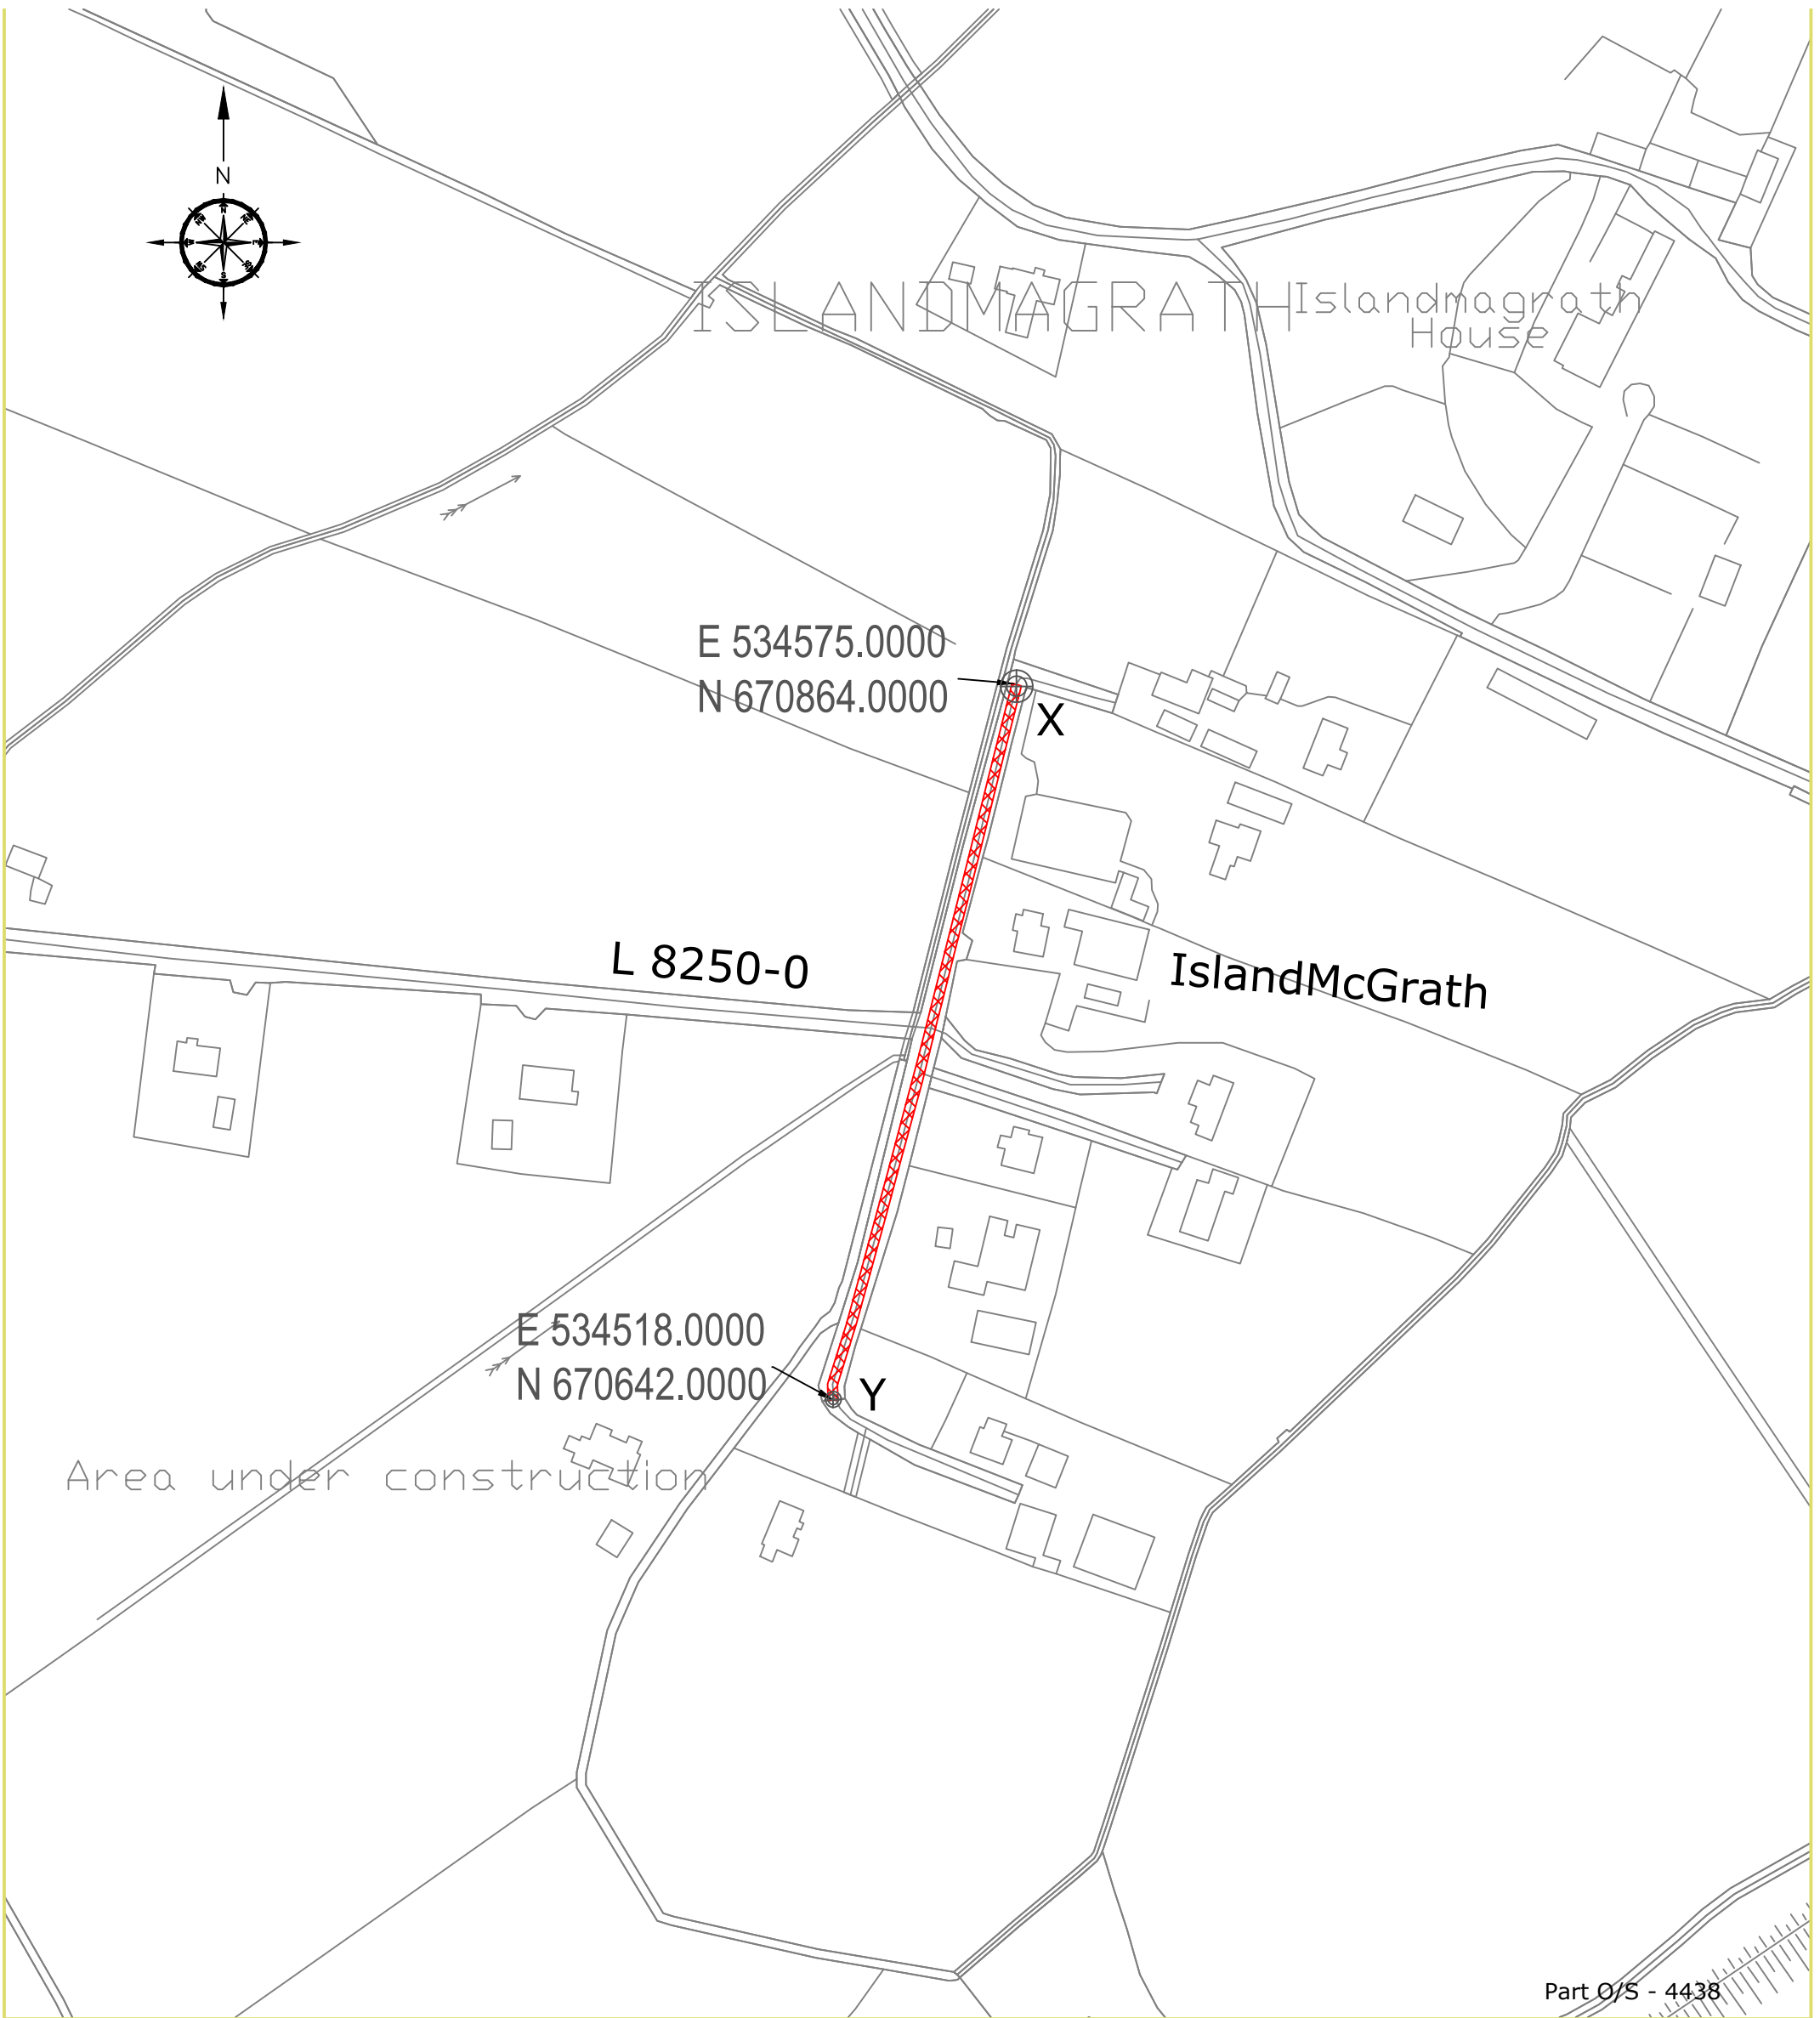 N
ISLANDMAGRATH
Islandmagrath
House
E 534575.0000
N 670864.0000
X
L 8250-0
IslandMcGrath
E 534518.0000
N 670642.0000
Y
Area under construction
Part O/S - 4438